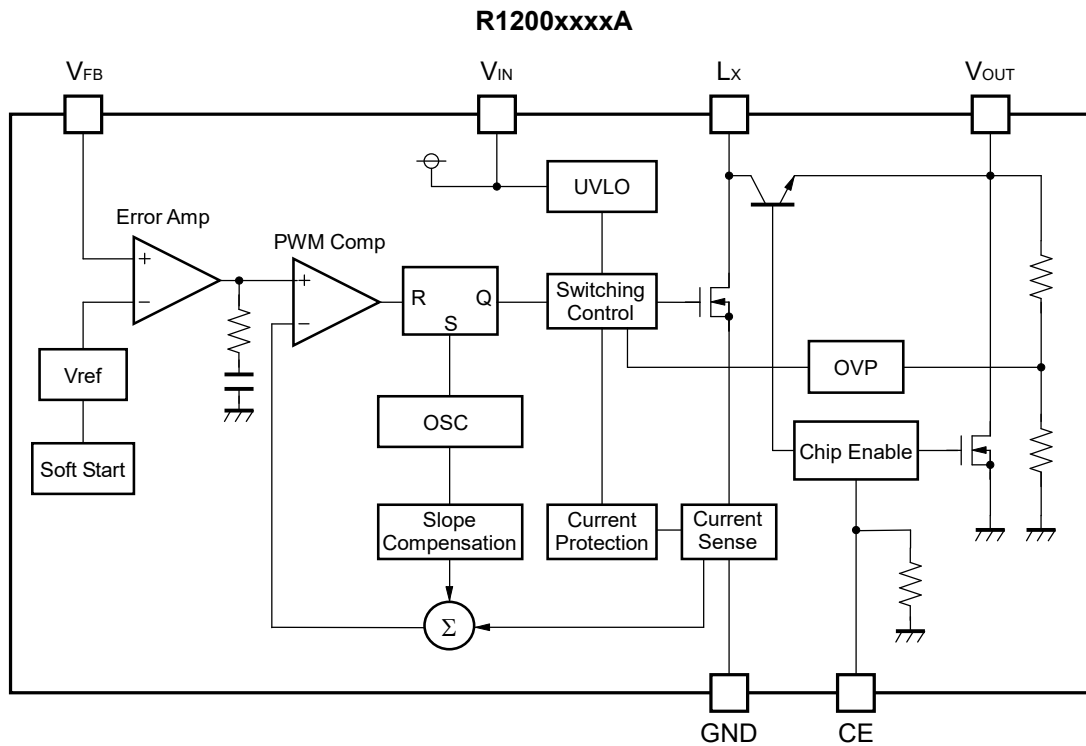 R1200xxxxA
VFB
VIN
LX
VOUT
UVLO
Error Amp
PWM Comp
+
−
+
−
R
Q
S
Switching
Control
Vref
OVP
OSC
Chip Enable
Soft Start
Slope
Compensation
Current
Protection
Current
Sense
Σ
GND
CE